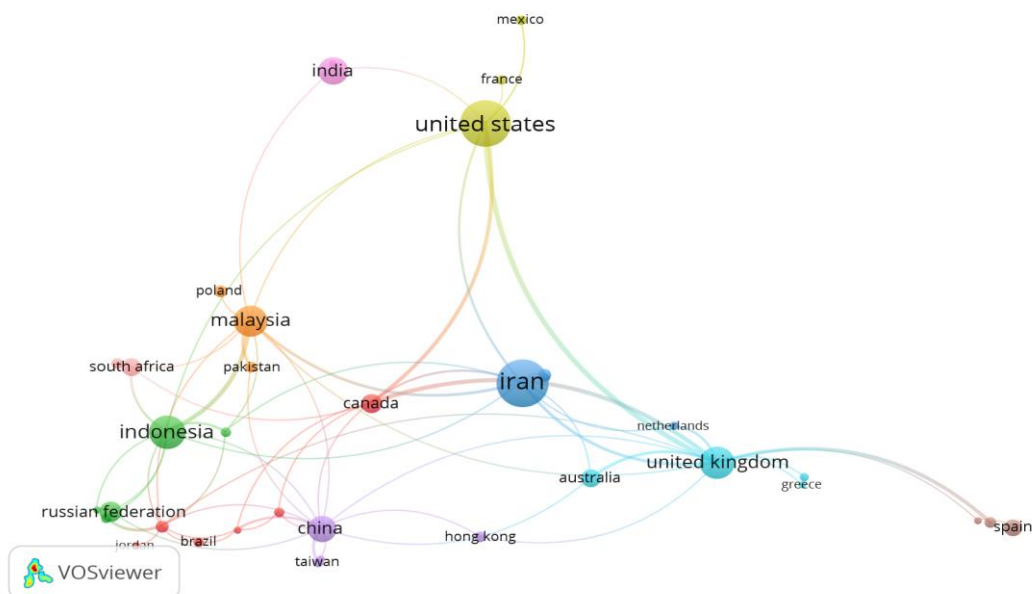 mexico
india
france
united states
poland
malaysia
south africa
pakistan
iran
canada
indonesia
netherlands
united kingdom
australia
greece
russian federation
china
spain
hong kong
brazil
jordan
taiwan
VOSviewer